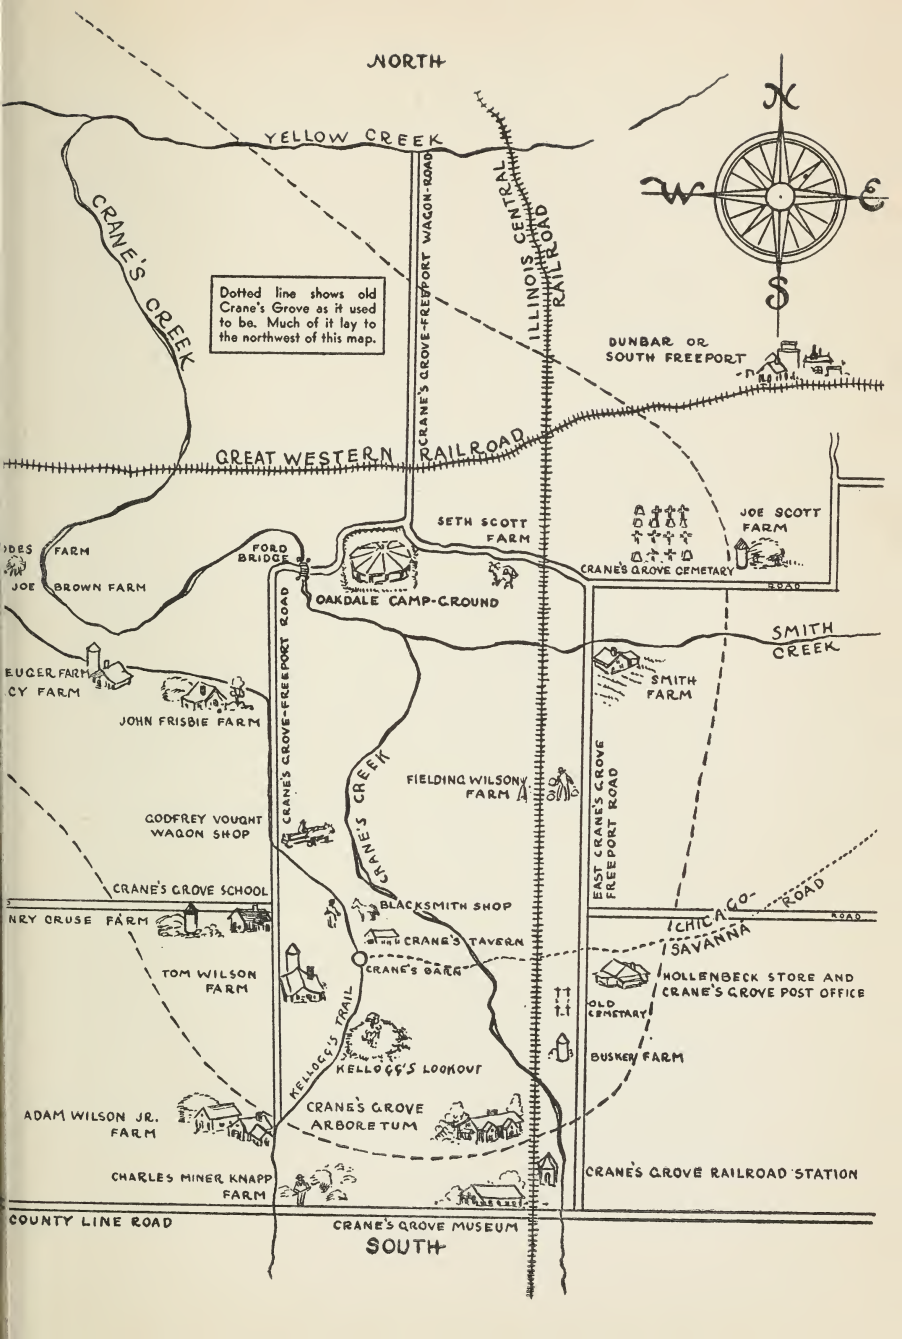 NORTH
N
YELLOW CREEK
W
E
CRANE'S CREEK
CRANE'S GROVE-FREEPORT WAGON-ROAD
ILLINOIS CENTRAL
RAILROAD
S
Dotted line shows old
Crane's Grove as it used
to be. Much of it lay to
the northwest of this map.
DUNBAR OR
SOUTH FREEPORT
GREAT WESTERN RAILROAD
SETH SCOTT
FARM
JOE SCOTT
FARM
FARM
FORD
BRIDGE
CRANE'S GROVE CEMETARY
JOE BROWN FARM
ROAD
OAKDALE CAMP-GROUND
SMITH
CREEK
EUGER FARM
CY FARM
SMITH
FARM
JOHN FRISBIE FARM
CRANE'S GROVE-FREEPORT ROAD
CRANE'S CREEK
FIELDING WILSON
FARM
EAST CRANE'S GROVE
FREEPORT ROAD
GODFREY VOUGHT
WAGON SHOP
CRANE'S GROVE SCHOOL
NRY CRUSE FARM
BLACKSMITH SHOP
CHICAGO-
SAVANNA
ROAD
ROAD
CRANE'S TAVERN
CRANE'S BARN
TOM WILSON
FARM
HOLLENBECK STORE AND
CRANE'S GROVE POST OFFICE
OLD
CEMETARY
KELLOGG'S TRAIL
BUSKER FARM
KELLOGG'S LOOKOUT
ADAM WILSON JR.
FARM
CRANE'S GROVE
ARBORETUM
CHARLES MINER KNAPP
FARM
CRANE'S GROVE RAILROAD STATION
COUNTY LINE ROAD
CRANE'S GROVE MUSEUM
SOUTH